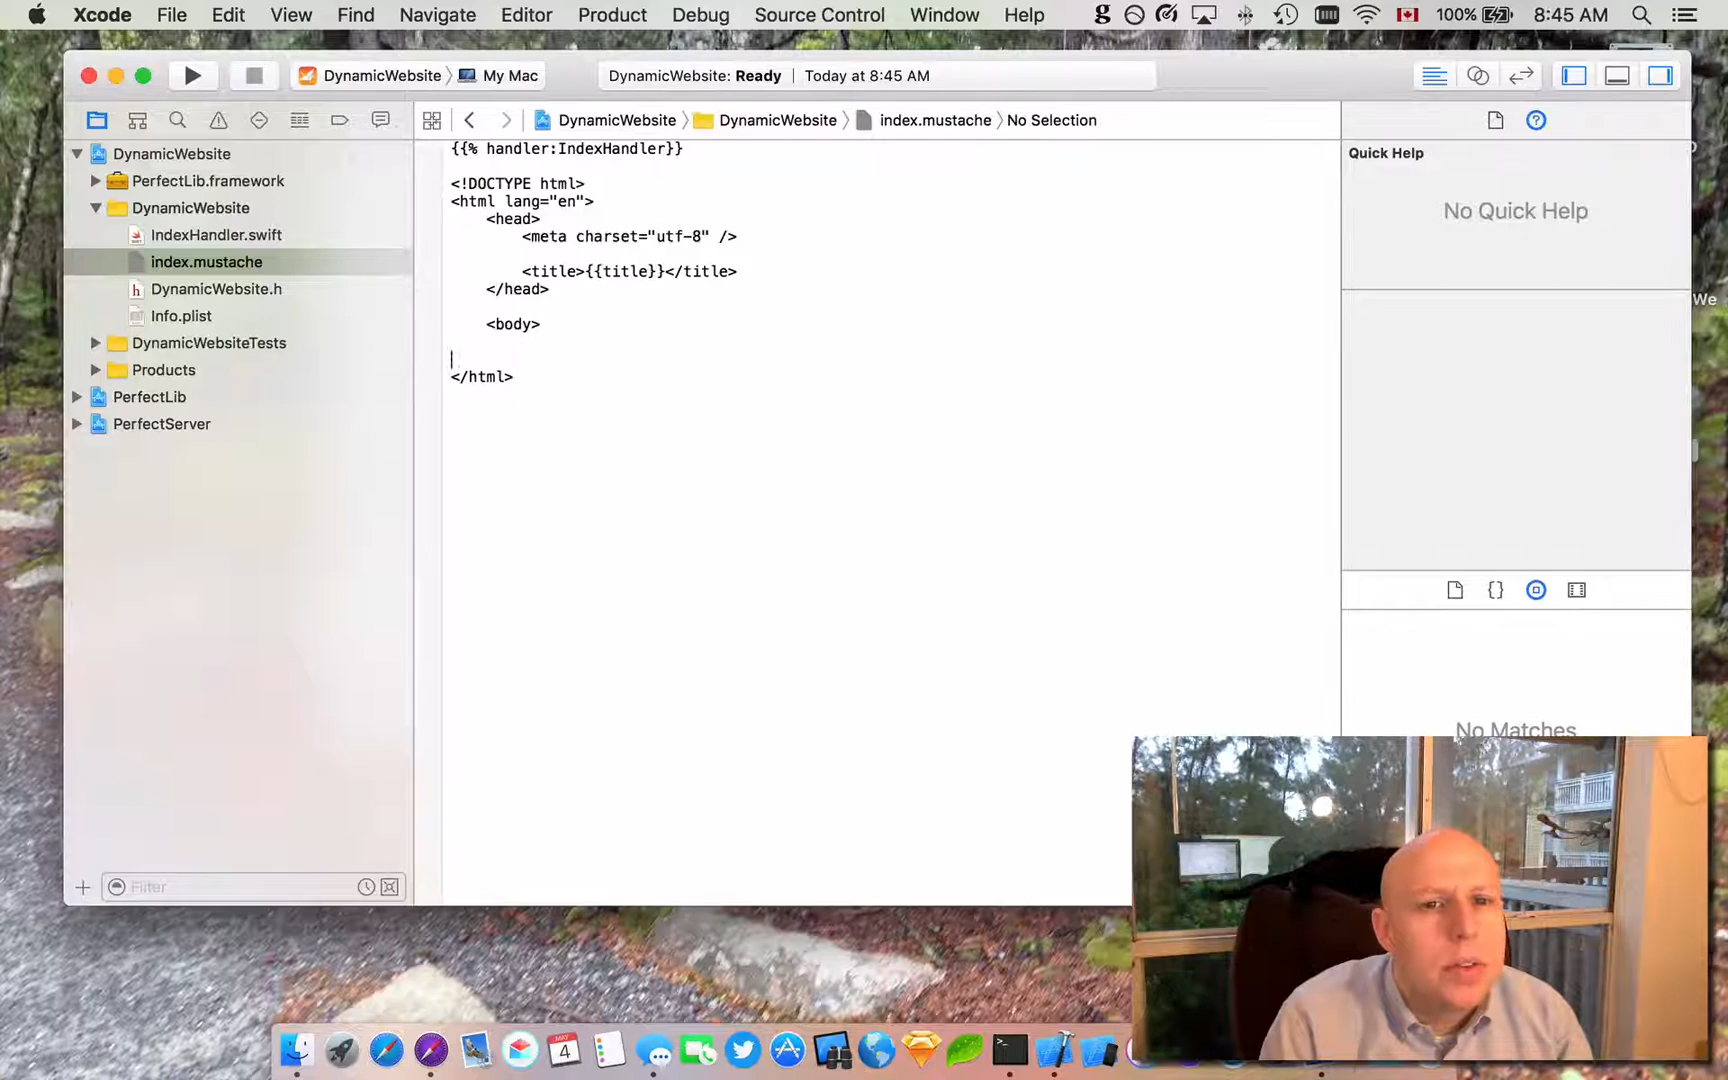 Xcode File Edit View Find Navigate Editor Product Debug Source Control Window Help 100% 8:45 AM
DynamicWebsite My Mac DynamicWebsite: Ready Today at 8:45 AM
DynamicWebsite DynamicWebsite index.mustache No Selection
DynamicWebsite
PerfectLib.framework
DynamicWebsite
IndexHandler.swift
index.mustache
DynamicWebsite.h
Info.plist
DynamicWebsiteTests
Products
PerfectLib
PerfectServer
Filter
{{% handler:IndexHandler}}
<!DOCTYPE html>
<html lang="en">
<head>
<meta charset="utf-8" />
<title>{{title}}</title>
</head>
<body>
</html>
Quick Help
No Quick Help
No Matches
We
MAY
4